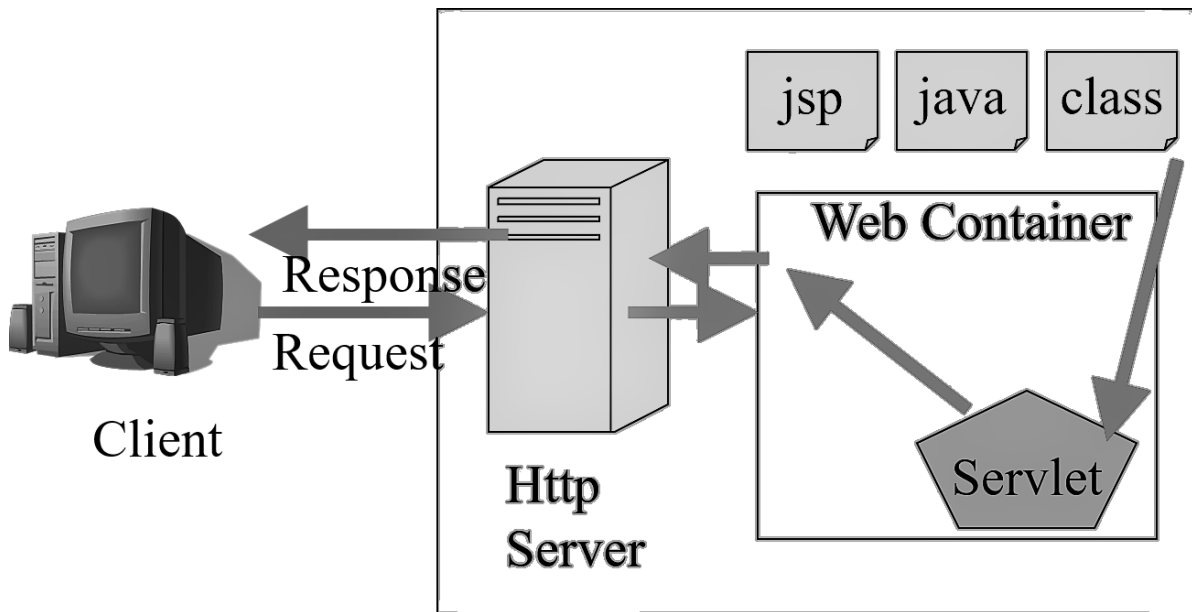 jsp
java
class
Web Container
Response
Request
Client
Servlet
Http
Server